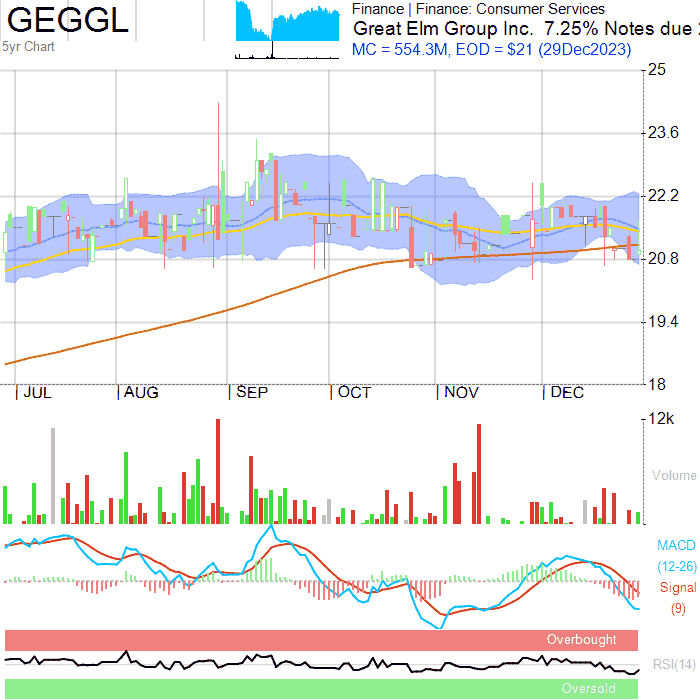 GEGGL
5yr Chart
Finance | Finance: Consumer Services
Great Elm Group Inc. 7.25% Notes due
MC = 554.3M, EOD = $21 (29Dec2023)
25
23.6
22.2
20.8
19.4
18
JUL AUG SEP OCT NOV DEC
12k
Volume
MACD
(12-26)
Signal
(9)
Overbought
RSI(14)
Oversold